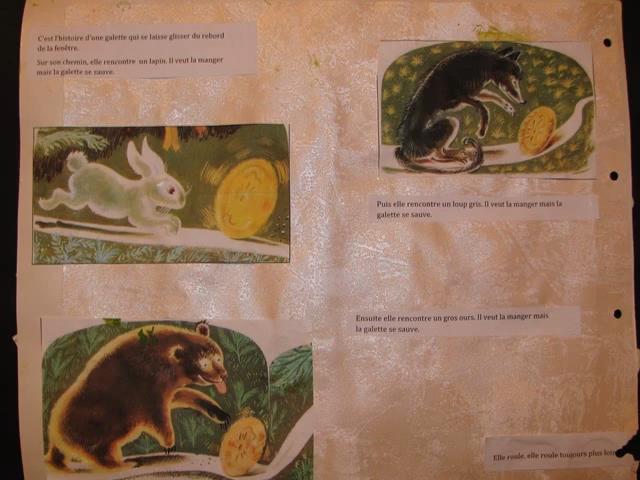 C'est l'histoire d'une galette qui se laisse glisser du rebord
de la fenêtre.
Sur son chemin, elle rencontre un lapin. Il veut la manger
mais la galette se sauve.
Puis elle rencontre un loup gris. Il veut la manger mais la
galette se sauve.
Ensuite elle rencontre un gros ours. Il veut la manger mais
la galette se sauve.
Elle roule, elle roule toujours plus loin